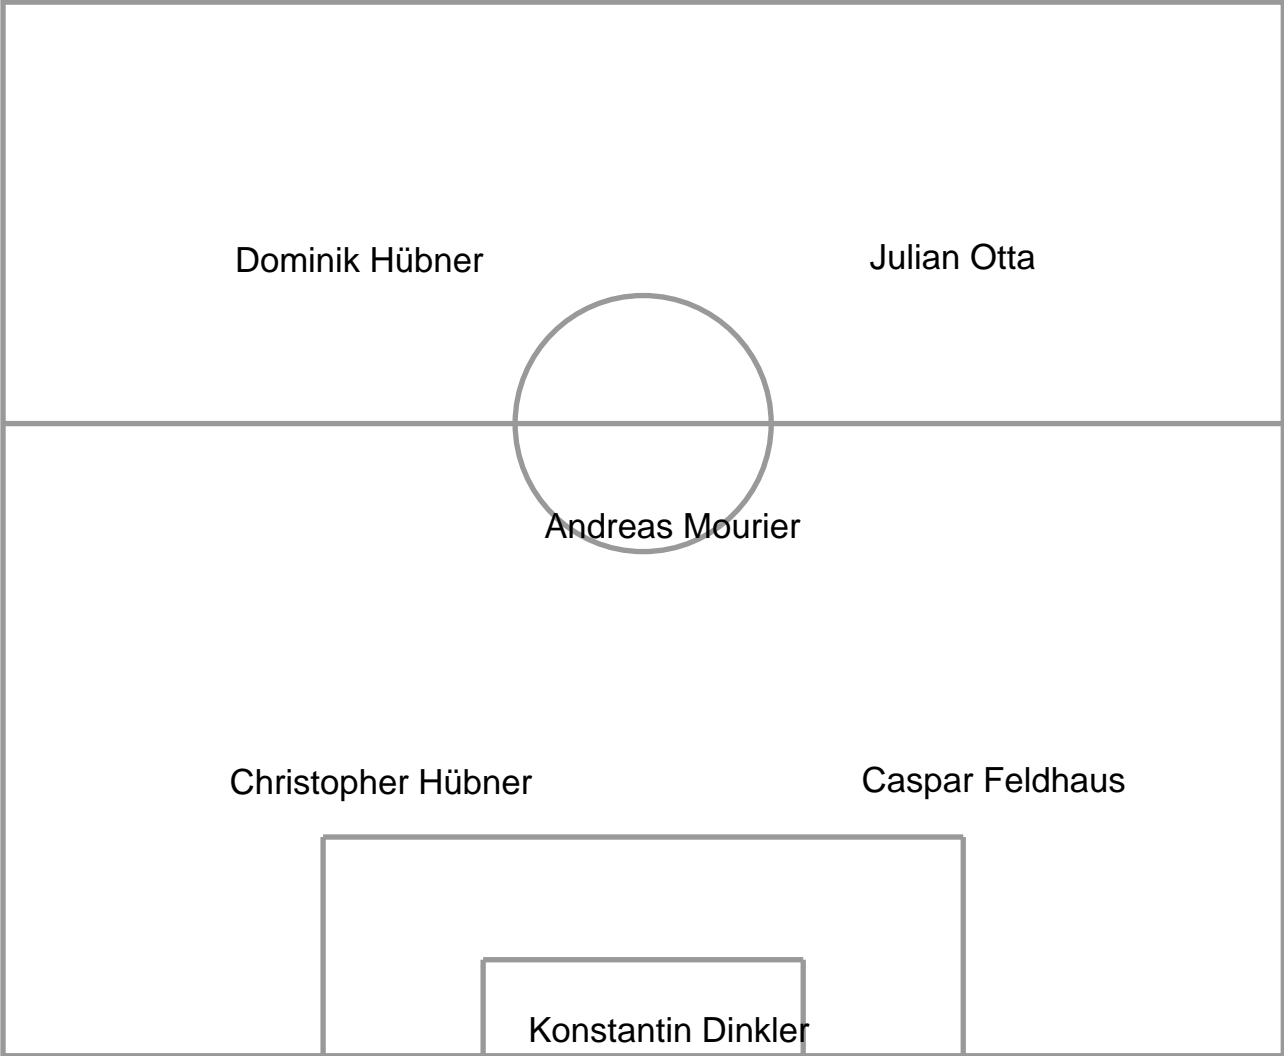 Dominik Hübner
Julian Otta
Andreas Mourier
Christopher Hübner
Caspar Feldhaus
Konstantin Dinkler